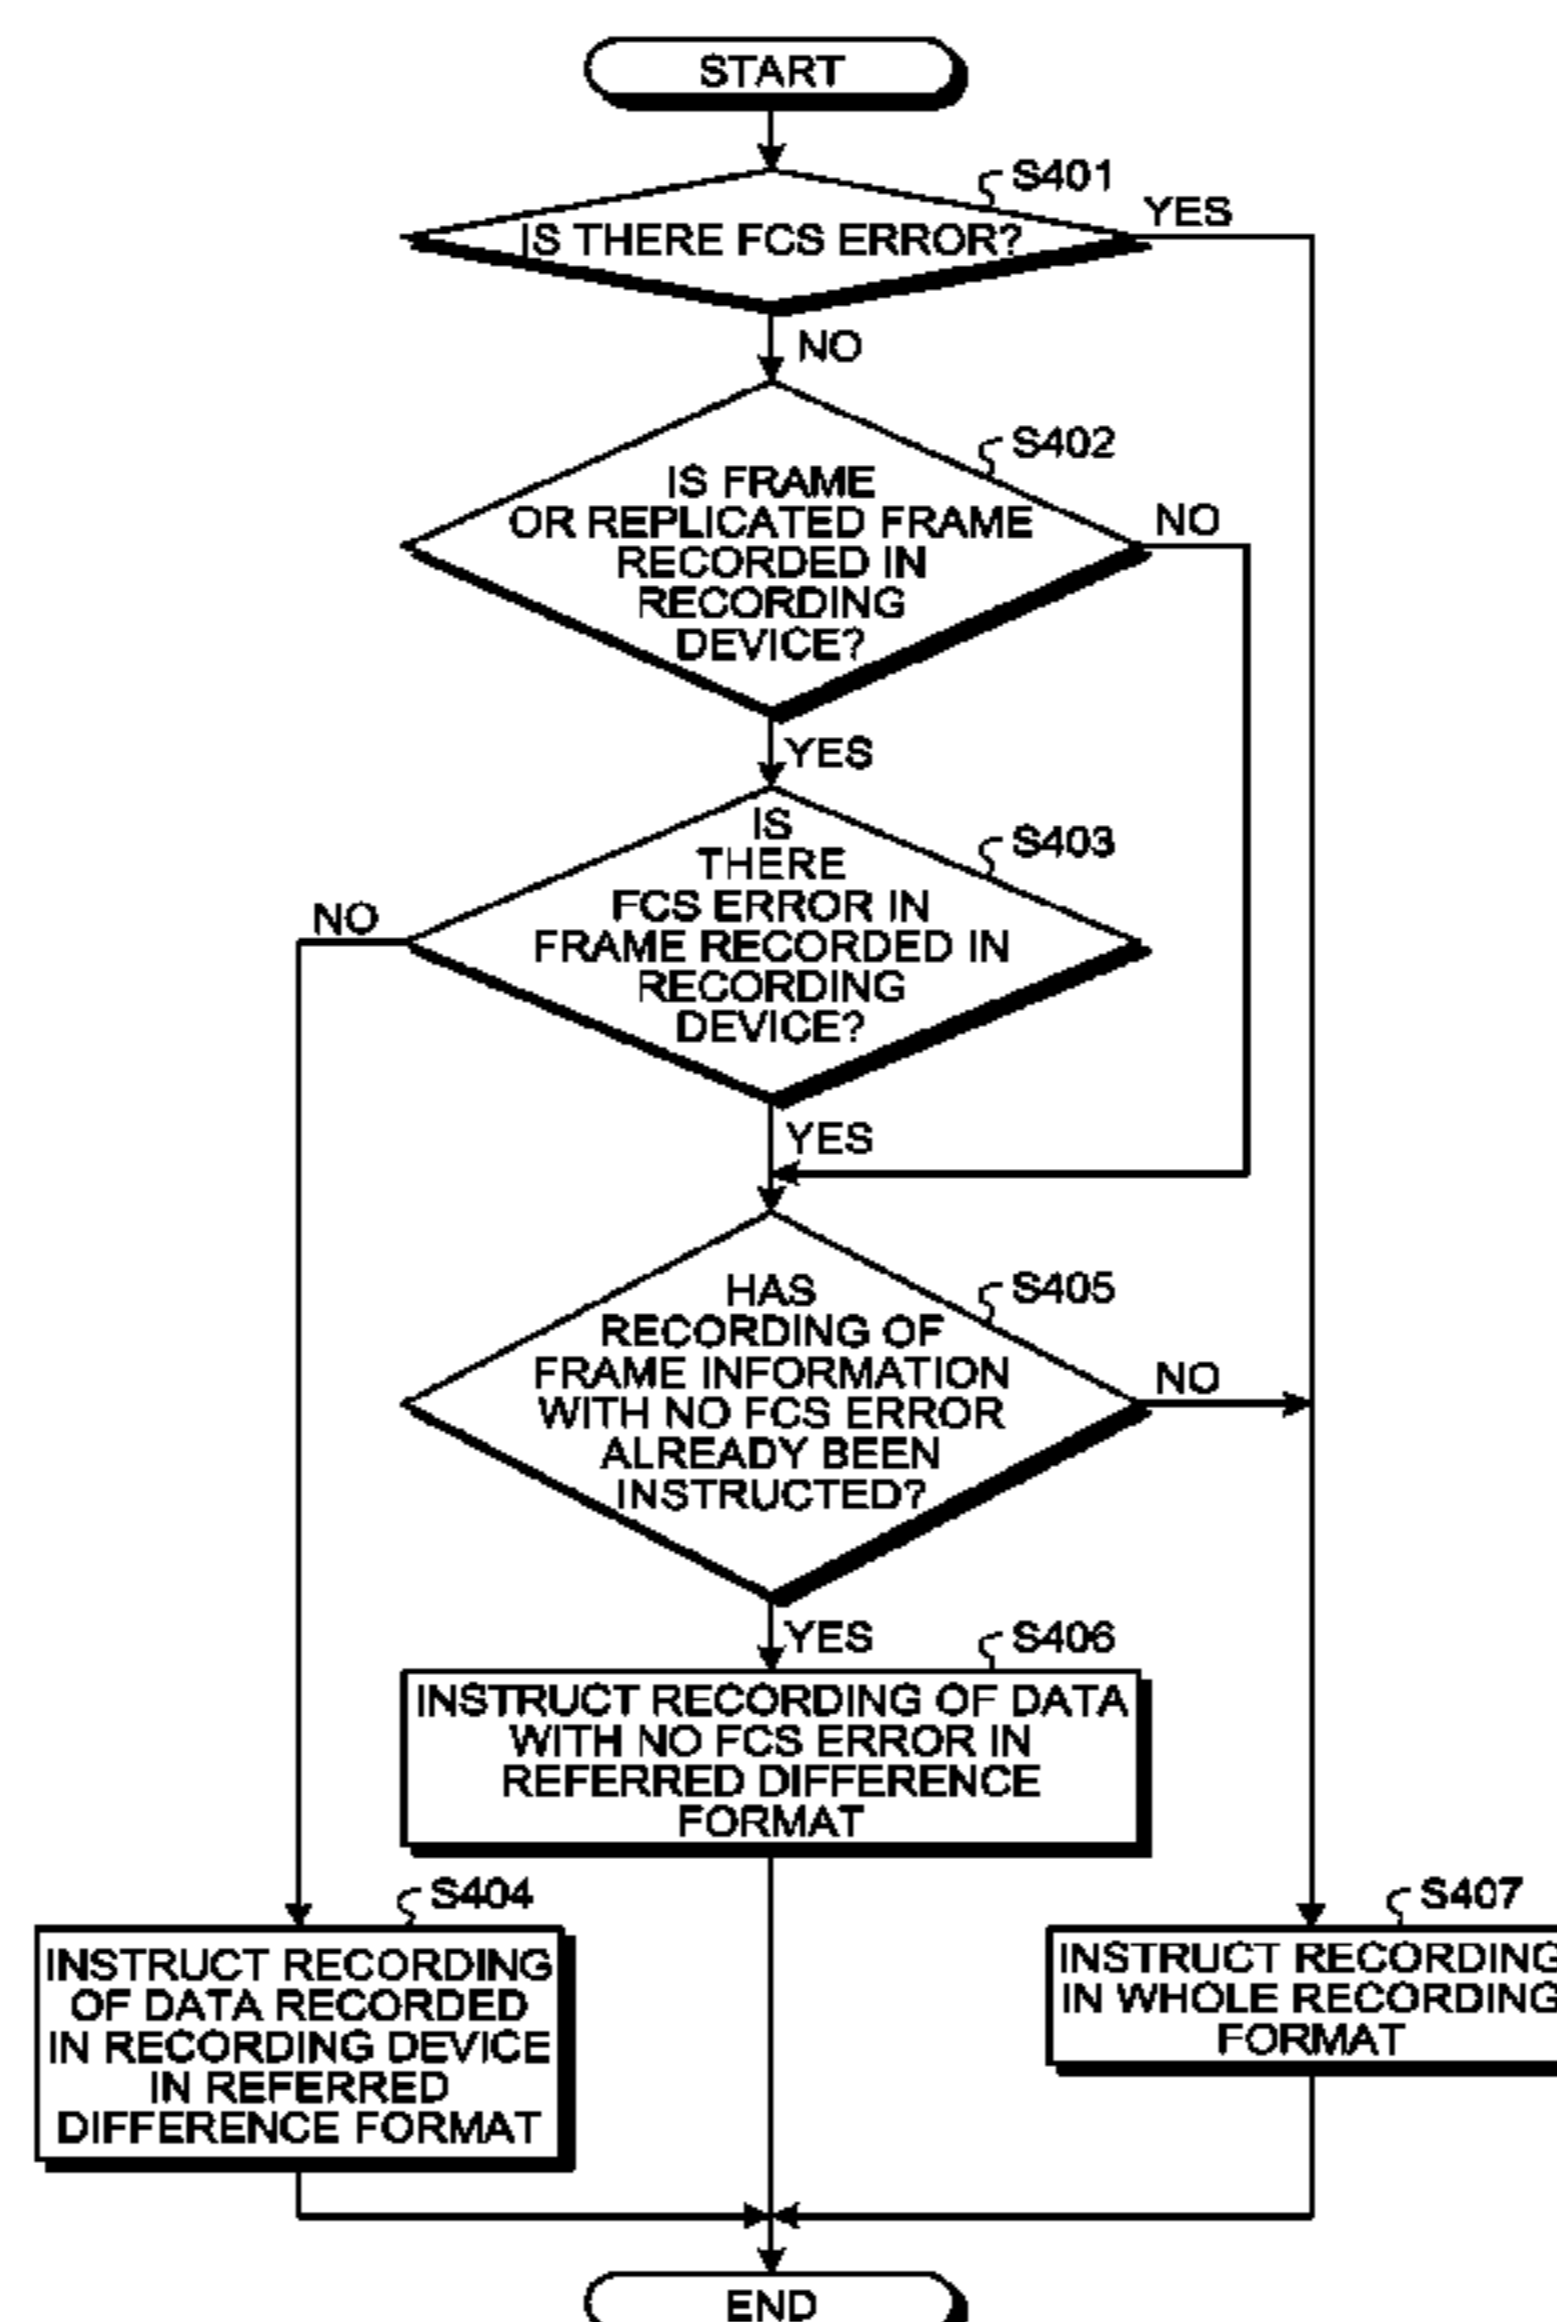 START
S401
YES
IS THERE FCS ERROR?
NO
S402
IS FRAME
OR REPLICATED FRAME
RECORDED IN
RECORDING
DEVICE?
NO
YES
S403
IS
THERE
FCS ERROR IN
FRAME RECORDED IN
RECORDING
DEVICE?
NO
YES
S405
HAS
RECORDING OF
FRAME INFORMATION
WITH NO FCS ERROR
ALREADY BEEN
INSTRUCTED?
NO
YES
S406
INSTRUCT RECORDING OF DATA
WITH NO FCS ERROR IN
REFERRED DIFFERENCE
FORMAT
S404
INSTRUCT RECORDING
OF DATA RECORDED
IN RECORDING DEVICE
IN REFERRED
DIFFERENCE FORMAT
S407
INSTRUCT RECORDING
IN WHOLE RECORDING
FORMAT
END